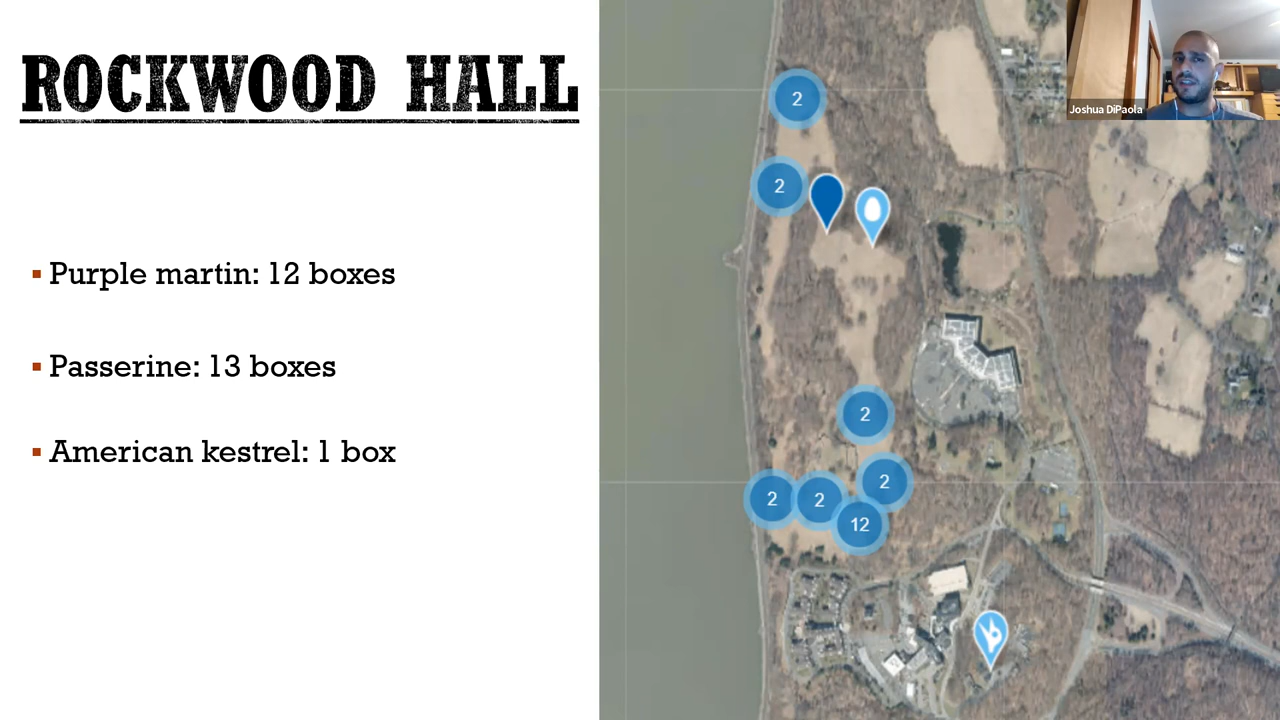 ROCKWOOD HALL
Purple martin: 12 boxes
Passerine: 13 boxes
American kestrel: 1 box
2
2
2
2
2
2
12
Joshua DiPaola